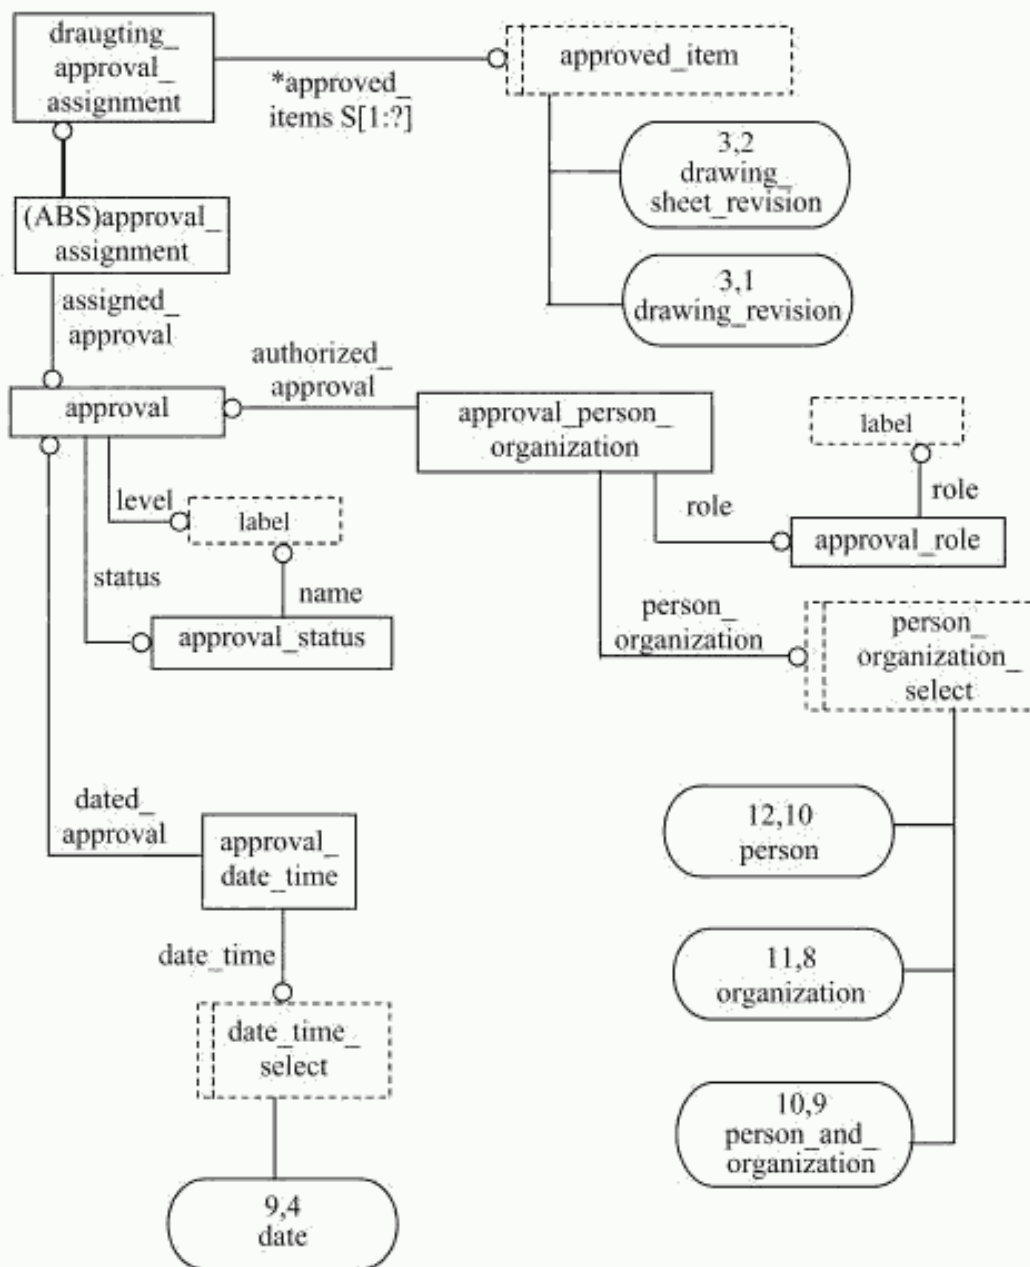 draugting_
approval_
assignment
*approved_
items S[1:?]
approved_item
3,2
drawing_
sheet_revision
3,1
drawing_revision
(ABS)approval_
assignment
assigned_
approval
approval
authorized_
approval
approval_person_
organization
label
role
approval_role
role
level
label
status
name
approval_status
person_
organization
person_
organization_
select
12,10
person
11,8
organization
10,9
person_and_
organization
dated_
approval
approval_
date_time
date_time
date_time_
select
9,4
date